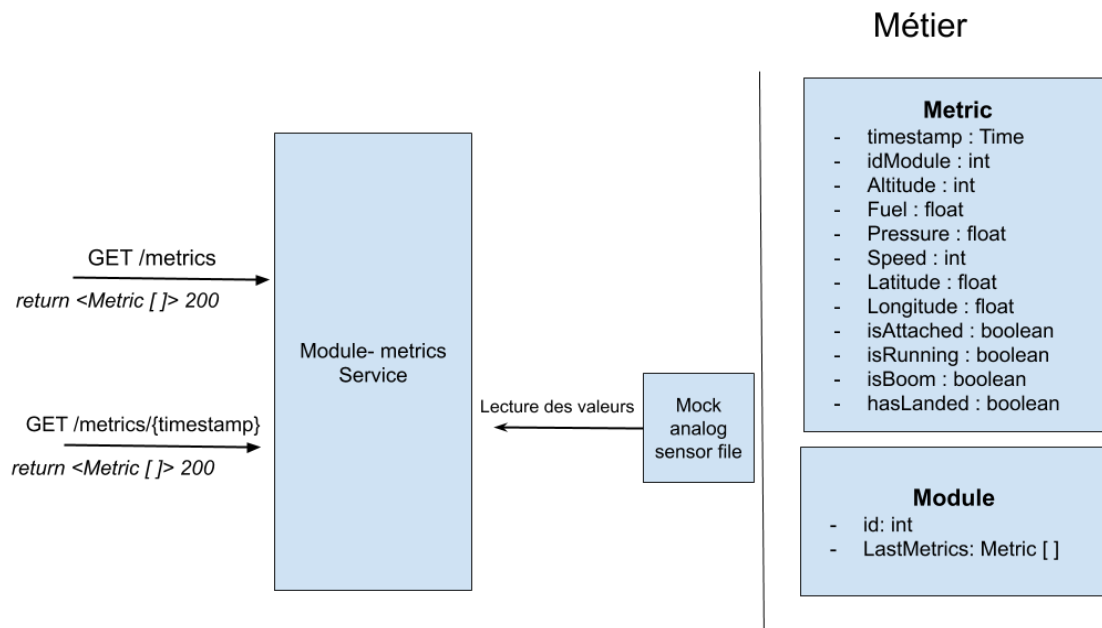 Métier
Metric
- timestamp : Time
- idModule : int
- Altitude : int
- Fuel : float
- Pressure : float
- Speed : int
- Latitude : float
- Longitude : float
- isAttached : boolean
- isRunning : boolean
- isBoom : boolean
- hasLanded : boolean
GET /metrics
return <Metric [ ]> 200
Module- metrics
Service
GET /metrics/{timestamp}
return <Metric [ ]> 200
Lecture des valeurs
Mock
analog
sensor file
Module
- id: int
- LastMetrics: Metric [ ]